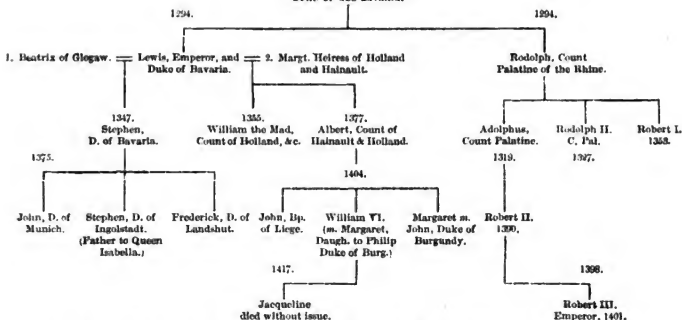 1294.
1294.
1. Beatrix of Glogaw.
Lewis, Emperor, and
Duke of Bavaria.
2. Margt. Heiress of Holland
and Hainault.
Rodolph, Count
Palatine of the Rhine.
1347.
Stephen,
D. of Bavaria.
1355.
William the Mad,
Count of Holland, &c.
1377.
Albert, Count of
Hainault & Holland.
Adolphus,
Count Palatine.
1319.
Rodolph II.
C. Pal.
1327.
Robert I.
1353.
1375.
1404.
John, D. of
Munich.
Stephen, D. of
Ingolstadt.
(Father to Queen
Isabella.)
Frederick, D. of
Landshut.
John, Bp.
of Liege.
William VI.
(m. Margaret,
Daugh. to Philip
Duke of Burg.)
Margaret m.
John, Duke of
Burgundy.
Robert II.
1390.
1417.
1398.
Jacqueline
died without issue.
Robert III.
Emperor, 1401.